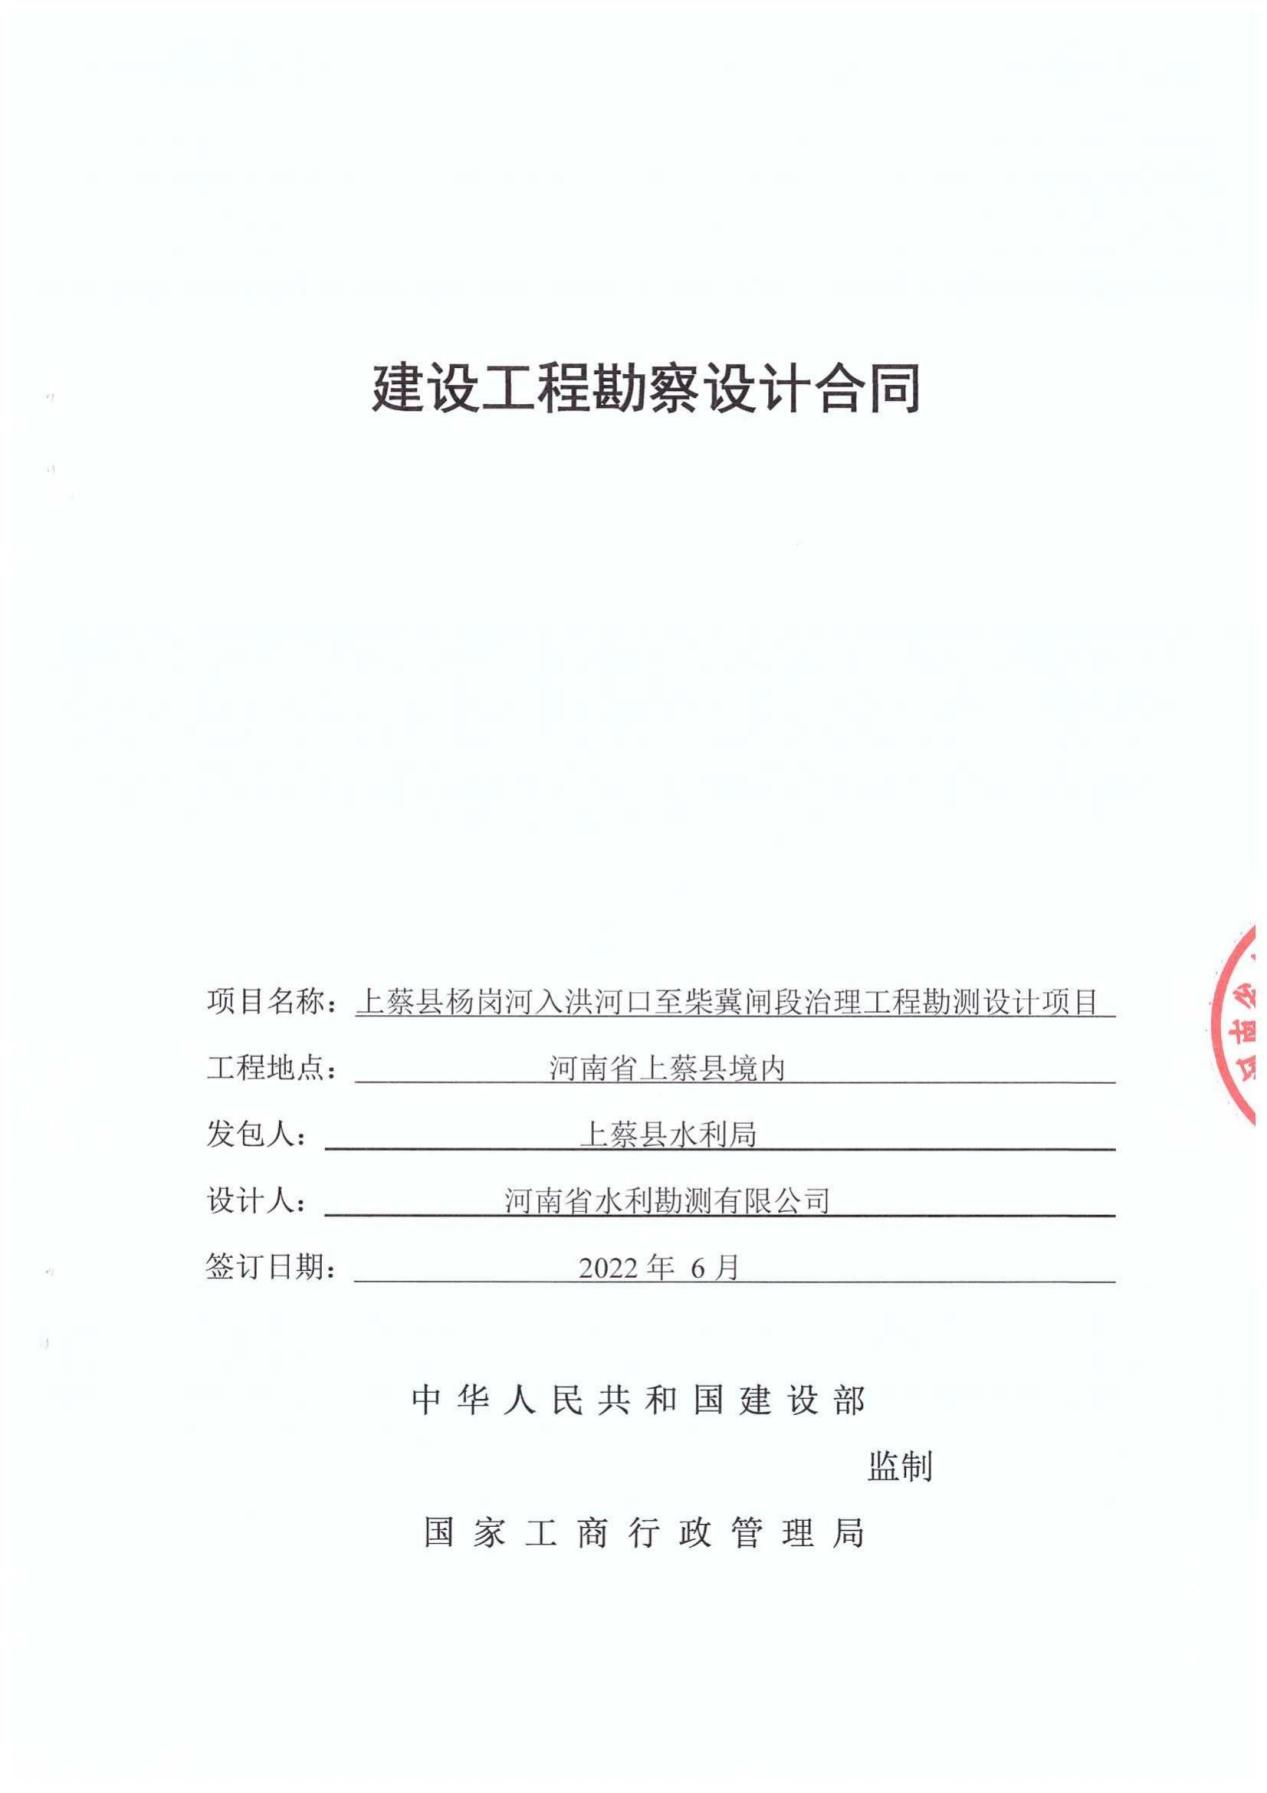 建设工程勘察设计合同
项目名称：上蔡县杨岗河入洪河口至柴冀闸段治理工程勘测设计项目
工程地点：河南省上蔡县境内
发包人：上蔡县水利局
设计人：河南省水利勘测有限公司
签订日期：2022年 6月
中华人民共和国建设部
监制
国家工商行政管理局